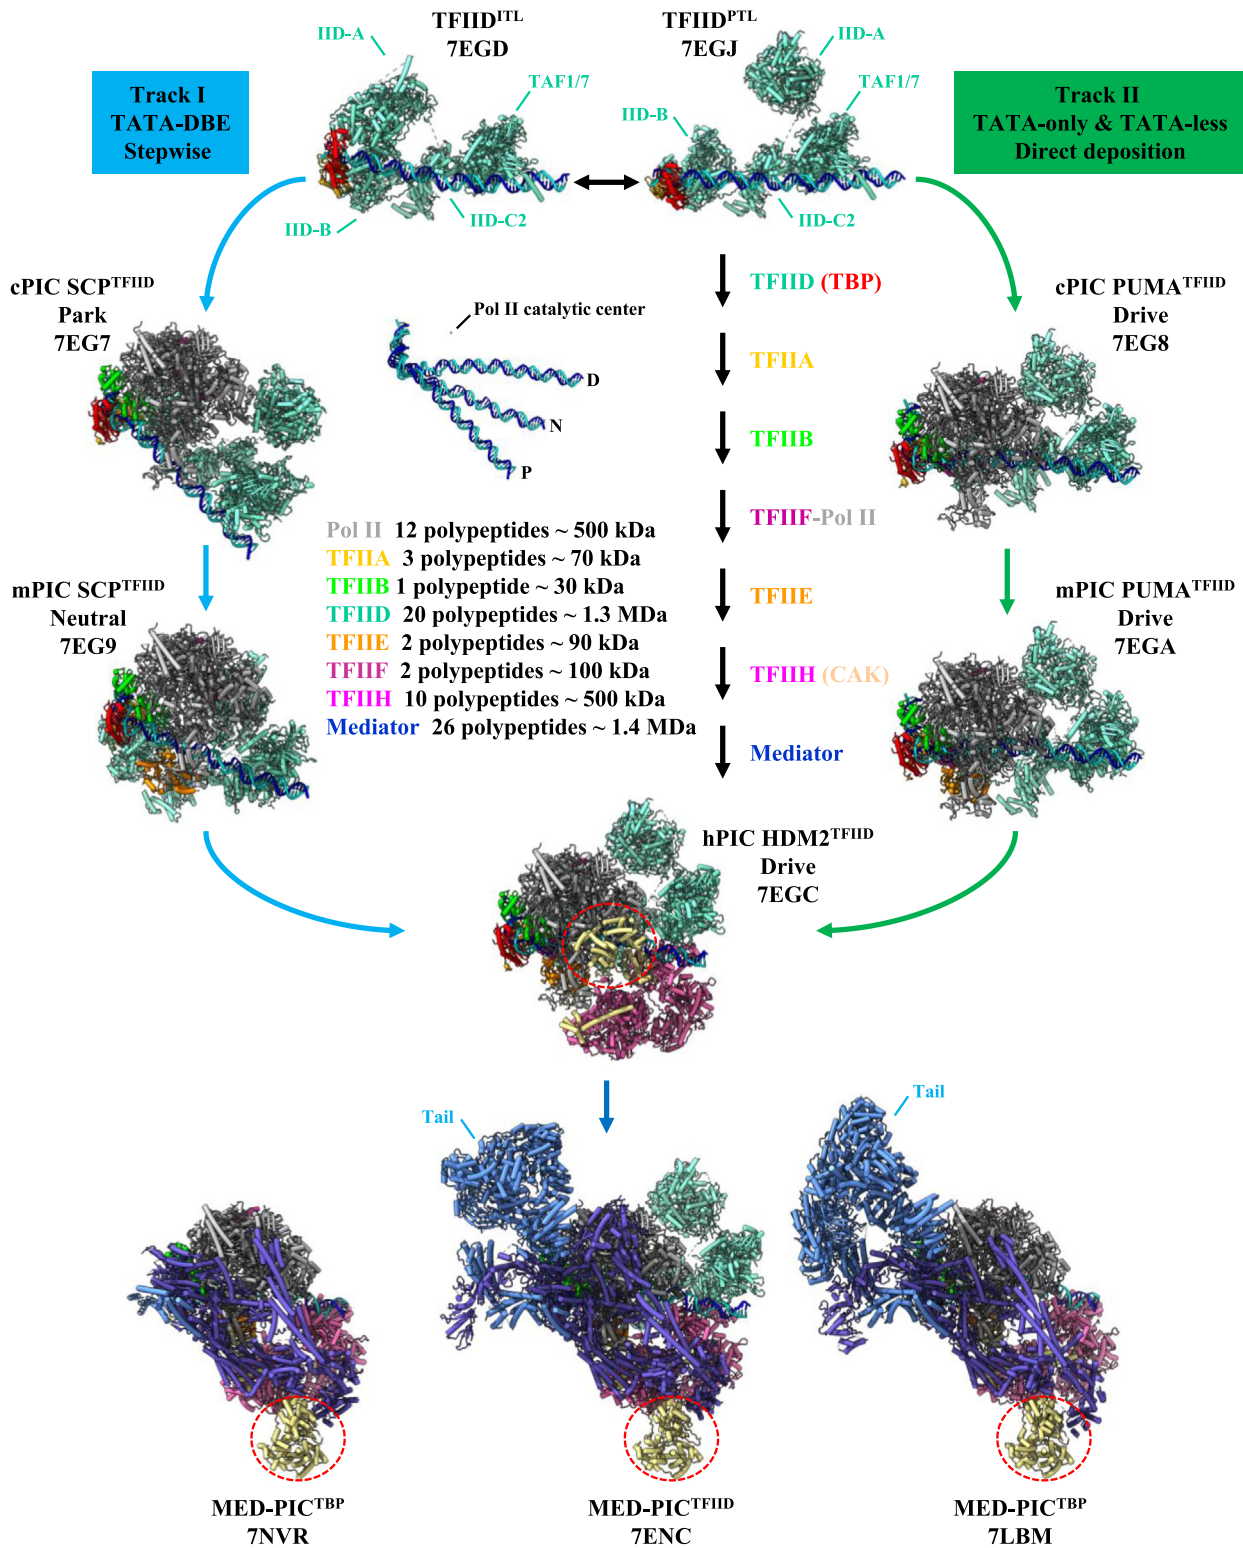 TFIID^ITL
7EGD
TFIID^PTL
7EGJ
IID-A
TAF1/7
IID-B
IID-C2
IID-A
TAF1/7
IID-B
IID-C2
Track I
TATA-DBE
Stepwise
Track II
TATA-only & TATA-less
Direct deposition
cPIC SCP^TFIID
Park
7EG7
Pol II catalytic center
D
N
P
TFIID (TBP)
TFIIA
TFIIB
TFIIF-Pol II
TFIIE
TFIIH (CAK)
Mediator
cPIC PUMA^TFIID
Drive
7EG8
Pol II 12 polypeptides ~ 500 kDa
TFIIA 3 polypeptides ~ 70 kDa
TFIIB 1 polypeptide ~ 30 kDa
TFIID 20 polypeptides ~ 1.3 MDa
TFIIE 2 polypeptides ~ 90 kDa
TFIIF 2 polypeptides ~ 100 kDa
TFIIH 10 polypeptides ~ 500 kDa
Mediator 26 polypeptides ~ 1.4 MDa
mPIC SCP^TFIID
Neutral
7EG9
mPIC PUMA^TFIID
Drive
7EGA
hPIC HDM2^TFIID
Drive
7EGC
Tail
Tail
MED-PIC^TBP
7NVR
MED-PIC^TFIID
7ENC
MED-PIC^TBP
7LBM